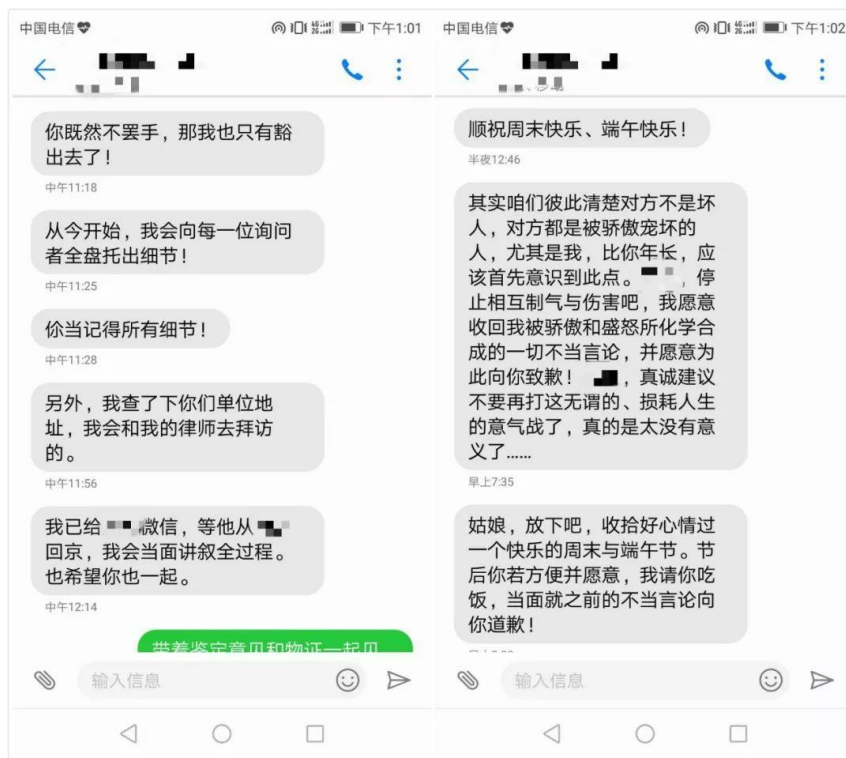 中国电信
下午1:01
你既然不罢手，那我也只有豁
出去了！
中午11:18
从今开始，我会向每一位询问
者全盘托出细节！
中午11:25
你当记得所有细节！
中午11:28
另外，我查了下你们单位地
址，我会和我的律师去拜访
的。
中午11:56
我已给 微信，等他从
回京，我会当面讲叙全过程。
也希望你也一起。
中午12:14
带着鉴定意见和物证一起见
输入信息
中国电信
下午1:02
顺祝周末快乐、端午快乐！
半夜12:46
其实咱们彼此清楚对方不是坏
人，对方都是被骄傲宠坏的
人，尤其是我，比你年长，应
该首先意识到此点。 ，停
止相互制气与伤害吧，我愿意
收回我被骄傲和盛怒所化学合
成的一切不当言论，并愿意为
此向你致歉！ ，真诚建议
不要再打这无谓的、损耗人生
的意气战了，真的是太没有意
义了……
早上7:35
姑娘，放下吧，收拾好心情过
一个快乐的周末与端午节。节
后你若方便并愿意，我请你吃
饭，当面就之前的不当言论向
你道歉！
输入信息